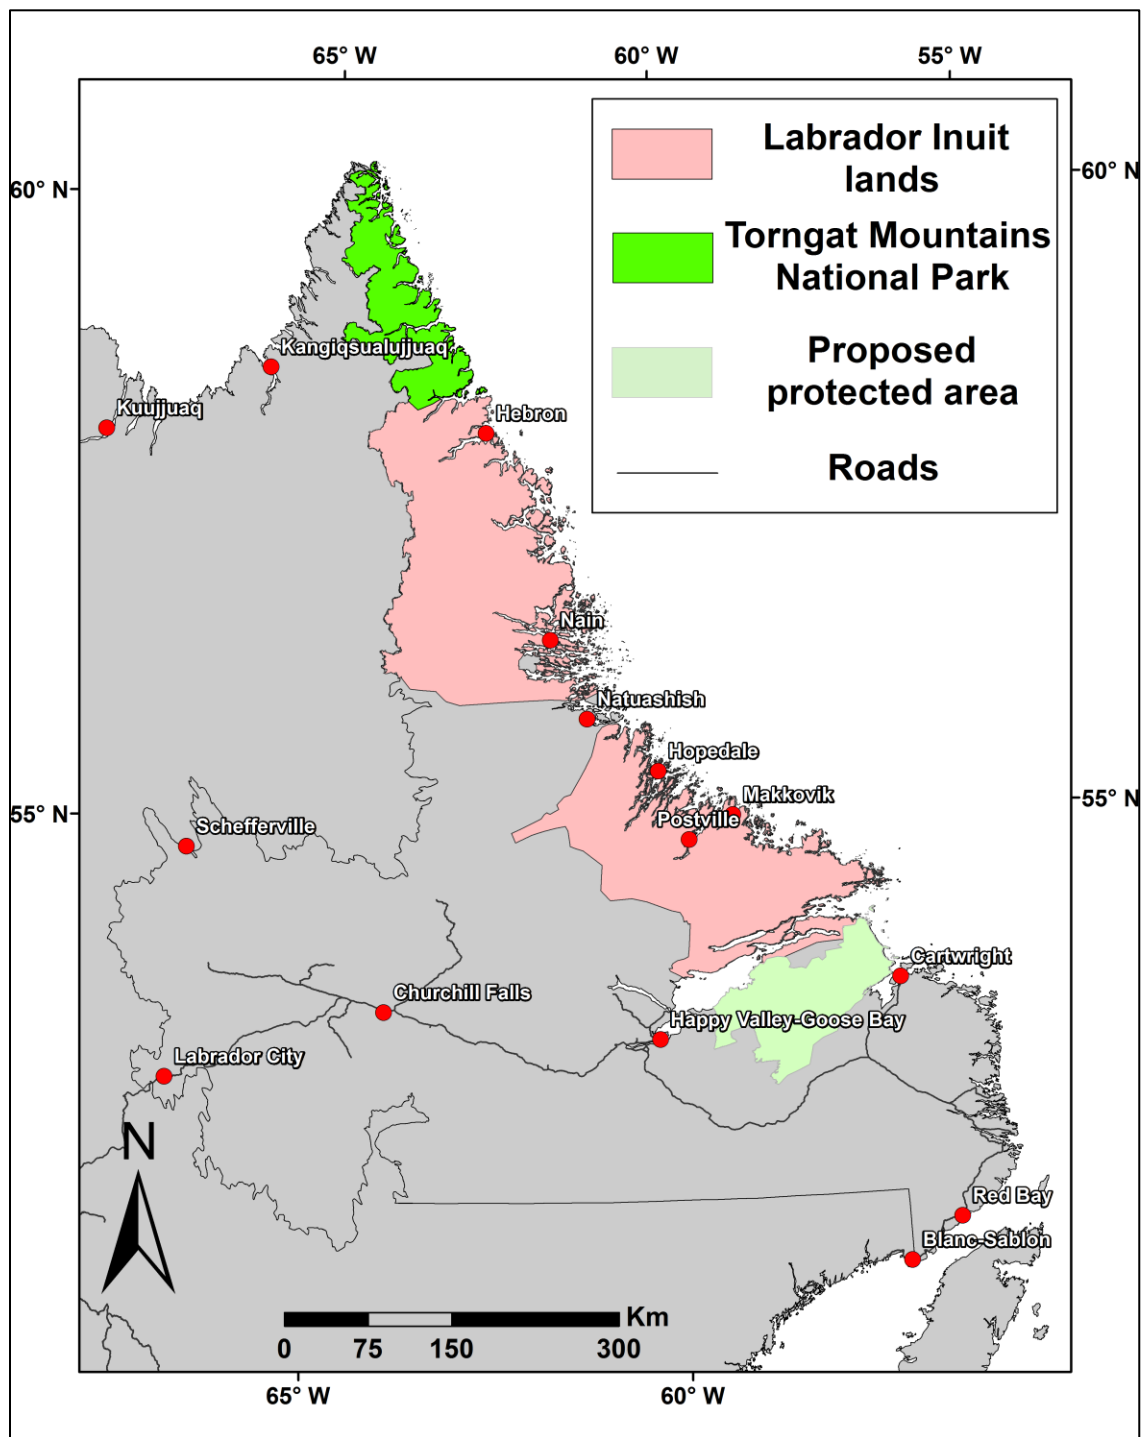 65° W
60° W
55° W
60° N
60° N
Labrador Inuit
lands
Torngat Mountains
National Park
Proposed
protected area
Roads
Kangiqsualujjuaq
Kuujjuaq
Hebron
Nain
Natuashish
Hopedale
Makkovik
Postville
55° N
55° N
Schefferville
Cartwright
Churchill Falls
Happy Valley-Goose Bay
Labrador City
N
Red Bay
Blanc-Sablon
Km
0 75 150 300
65° W
60° W